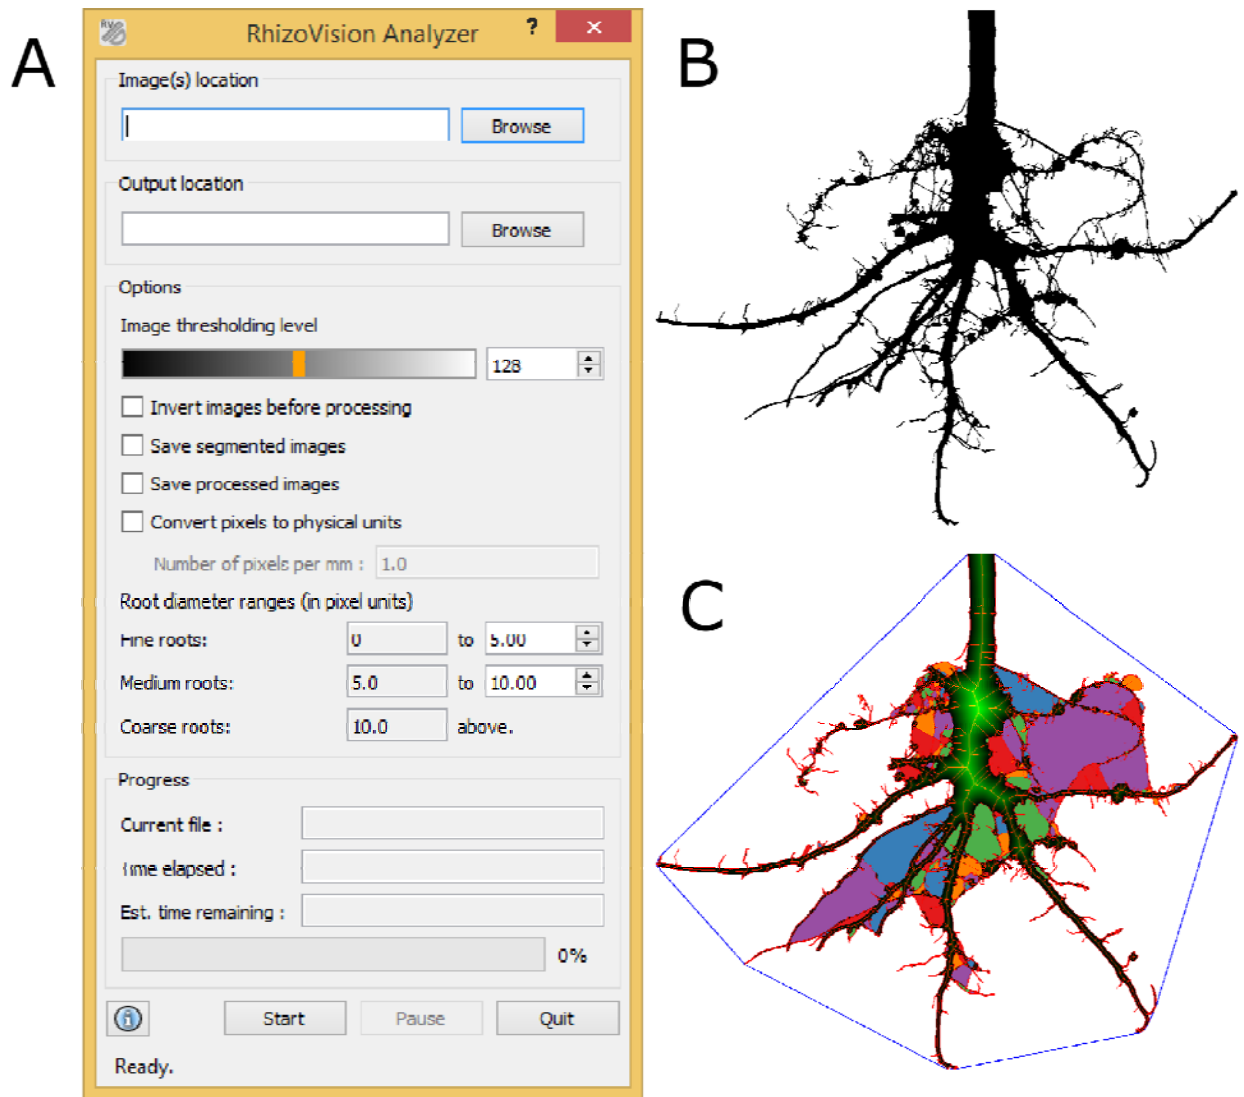 A
RhizoVision Analyzer
?
x
Image(s) location
Browse
Output location
Browse
Options
Image thresholding level
128
Invert images before processing
Save segmented images
Save processed images
Convert pixels to physical units
Number of pixels per mm : 1.0
Root diameter ranges (in pixel units)
Fine roots: 0 to 5.00
Medium roots: 5.0 to 10.00
Coarse roots: 10.0 above.
Progress
Current file :
Time elapsed :
Est. time remaining :
0%
Start Pause Quit
Ready.
B
C